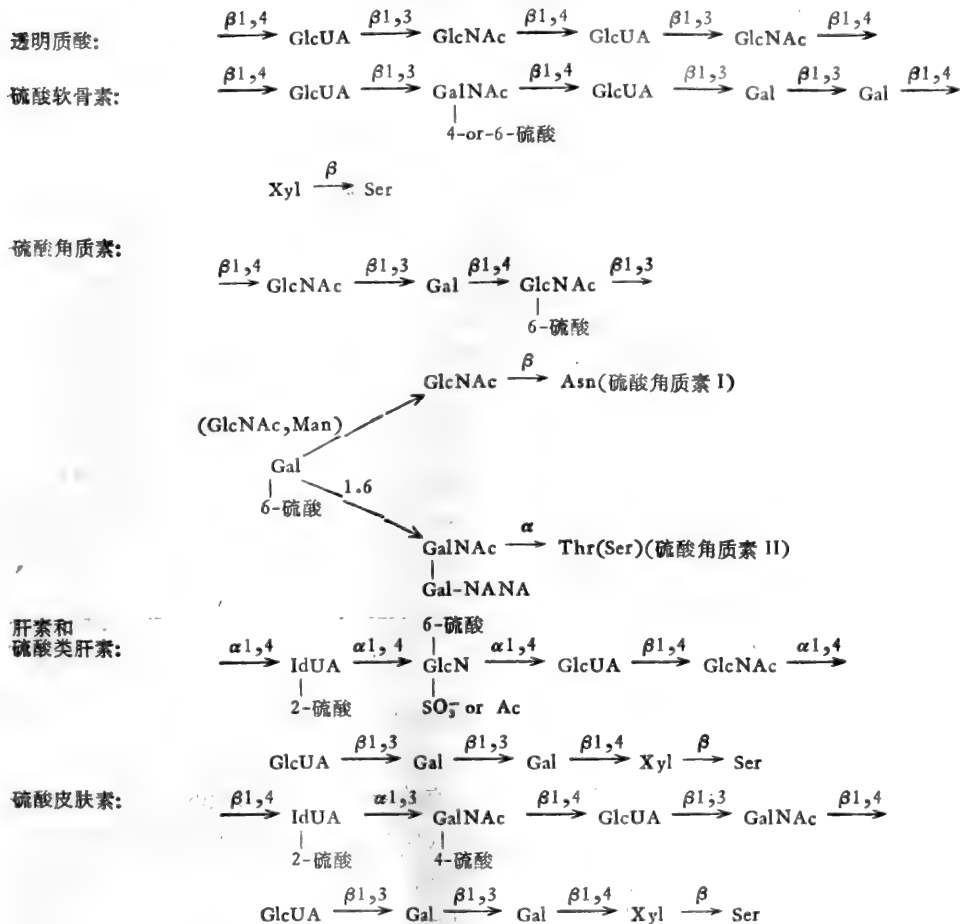 β1,4 β1,3 β1,4 β1,3 β1,4
透明质酸: GlcUA GlcNAc GlcUA GlcNAc
β1,4 β1,3 β1,4 β1,3 β1,3 β1,4
硫酸软骨素: GlcUA GalNAc GlcUA Gal Gal
4-or-6-硫酸
β
Xyl Ser
硫酸角质素:
β1,4 β1,3 β1,4 β1,3
GlcNAc Gal GlcNAc
6-硫酸
β
GlcNAc Asn(硫酸角质素 I)
(GlcNAc,Man)
Gal
1.6
6-硫酸
α
GalNAc Thr(Ser)(硫酸角质素 II)
Gal-NANA
肝素和 6-硫酸
硫酸类肝素: α1,4 α1,4 α1,4 β1,4 α1,4
IdUA GlcN GlcUA GlcNAc
2-硫酸 SO₃⁻ or Ac
β1,3 β1,3 β1,4 β
GlcUA Gal Gal Xyl Ser
硫酸皮肤素: β1,4 α1,3 β1,4 β1;3 β1,4
IdUA GalNAc GlcUA GalNAc
2-硫酸 4-硫酸
β1,3 β1,3 β1,4 β
GlcUA Gal Gal Xyl Ser